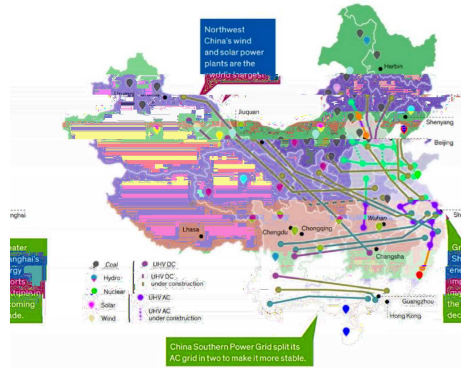 Northwest
China's wind
and solar power
plants are the
Harbin
Jiuquan
Shenyang
Beijing
Wuhan
Chengdu
Chongqing
Lhasa
Changsha
Guangzhou
Hong Kong
Coal
Hydro
Nuclear
Solar
Wind
UHV DC
UHV DC
under construction
UHV AC
UHV AC
under construction
China Southern Power Grid split its
AC grid in two to make it more stable.